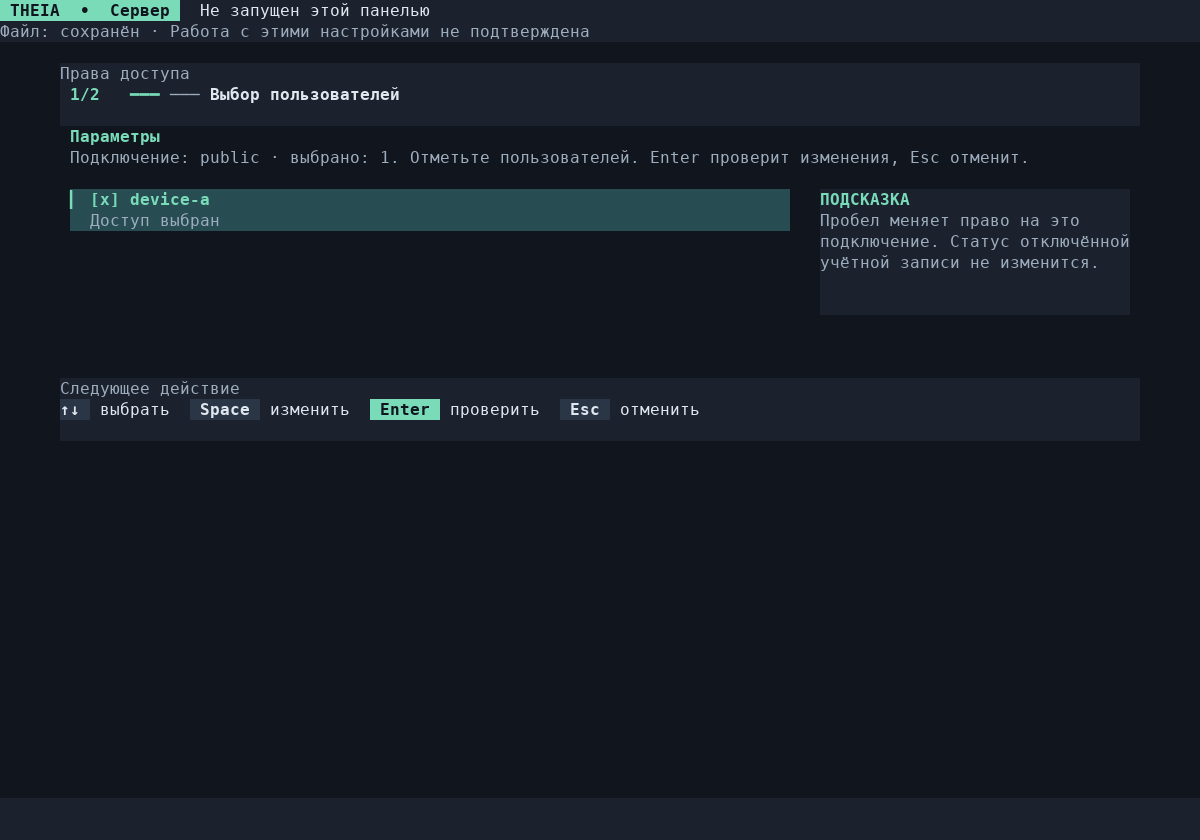 THEIA • Сервер Не запущен этой панелью
Файл: сохранён · Работа с этими настройками не подтверждена
Права доступа
1/2 Выбор пользователей
Параметры
Подключение: public · выбрано: 1. Отметьте пользователей. Enter проверит изменения, Esc отменит.
[x] device-a
Доступ выбран
ПОДСКАЗКА
Пробел меняет право на это
подключение. Статус отключённой
учётной записи не изменится.
Следующее действие
↑↓ выбрать Space изменить Enter проверить Esc отменить